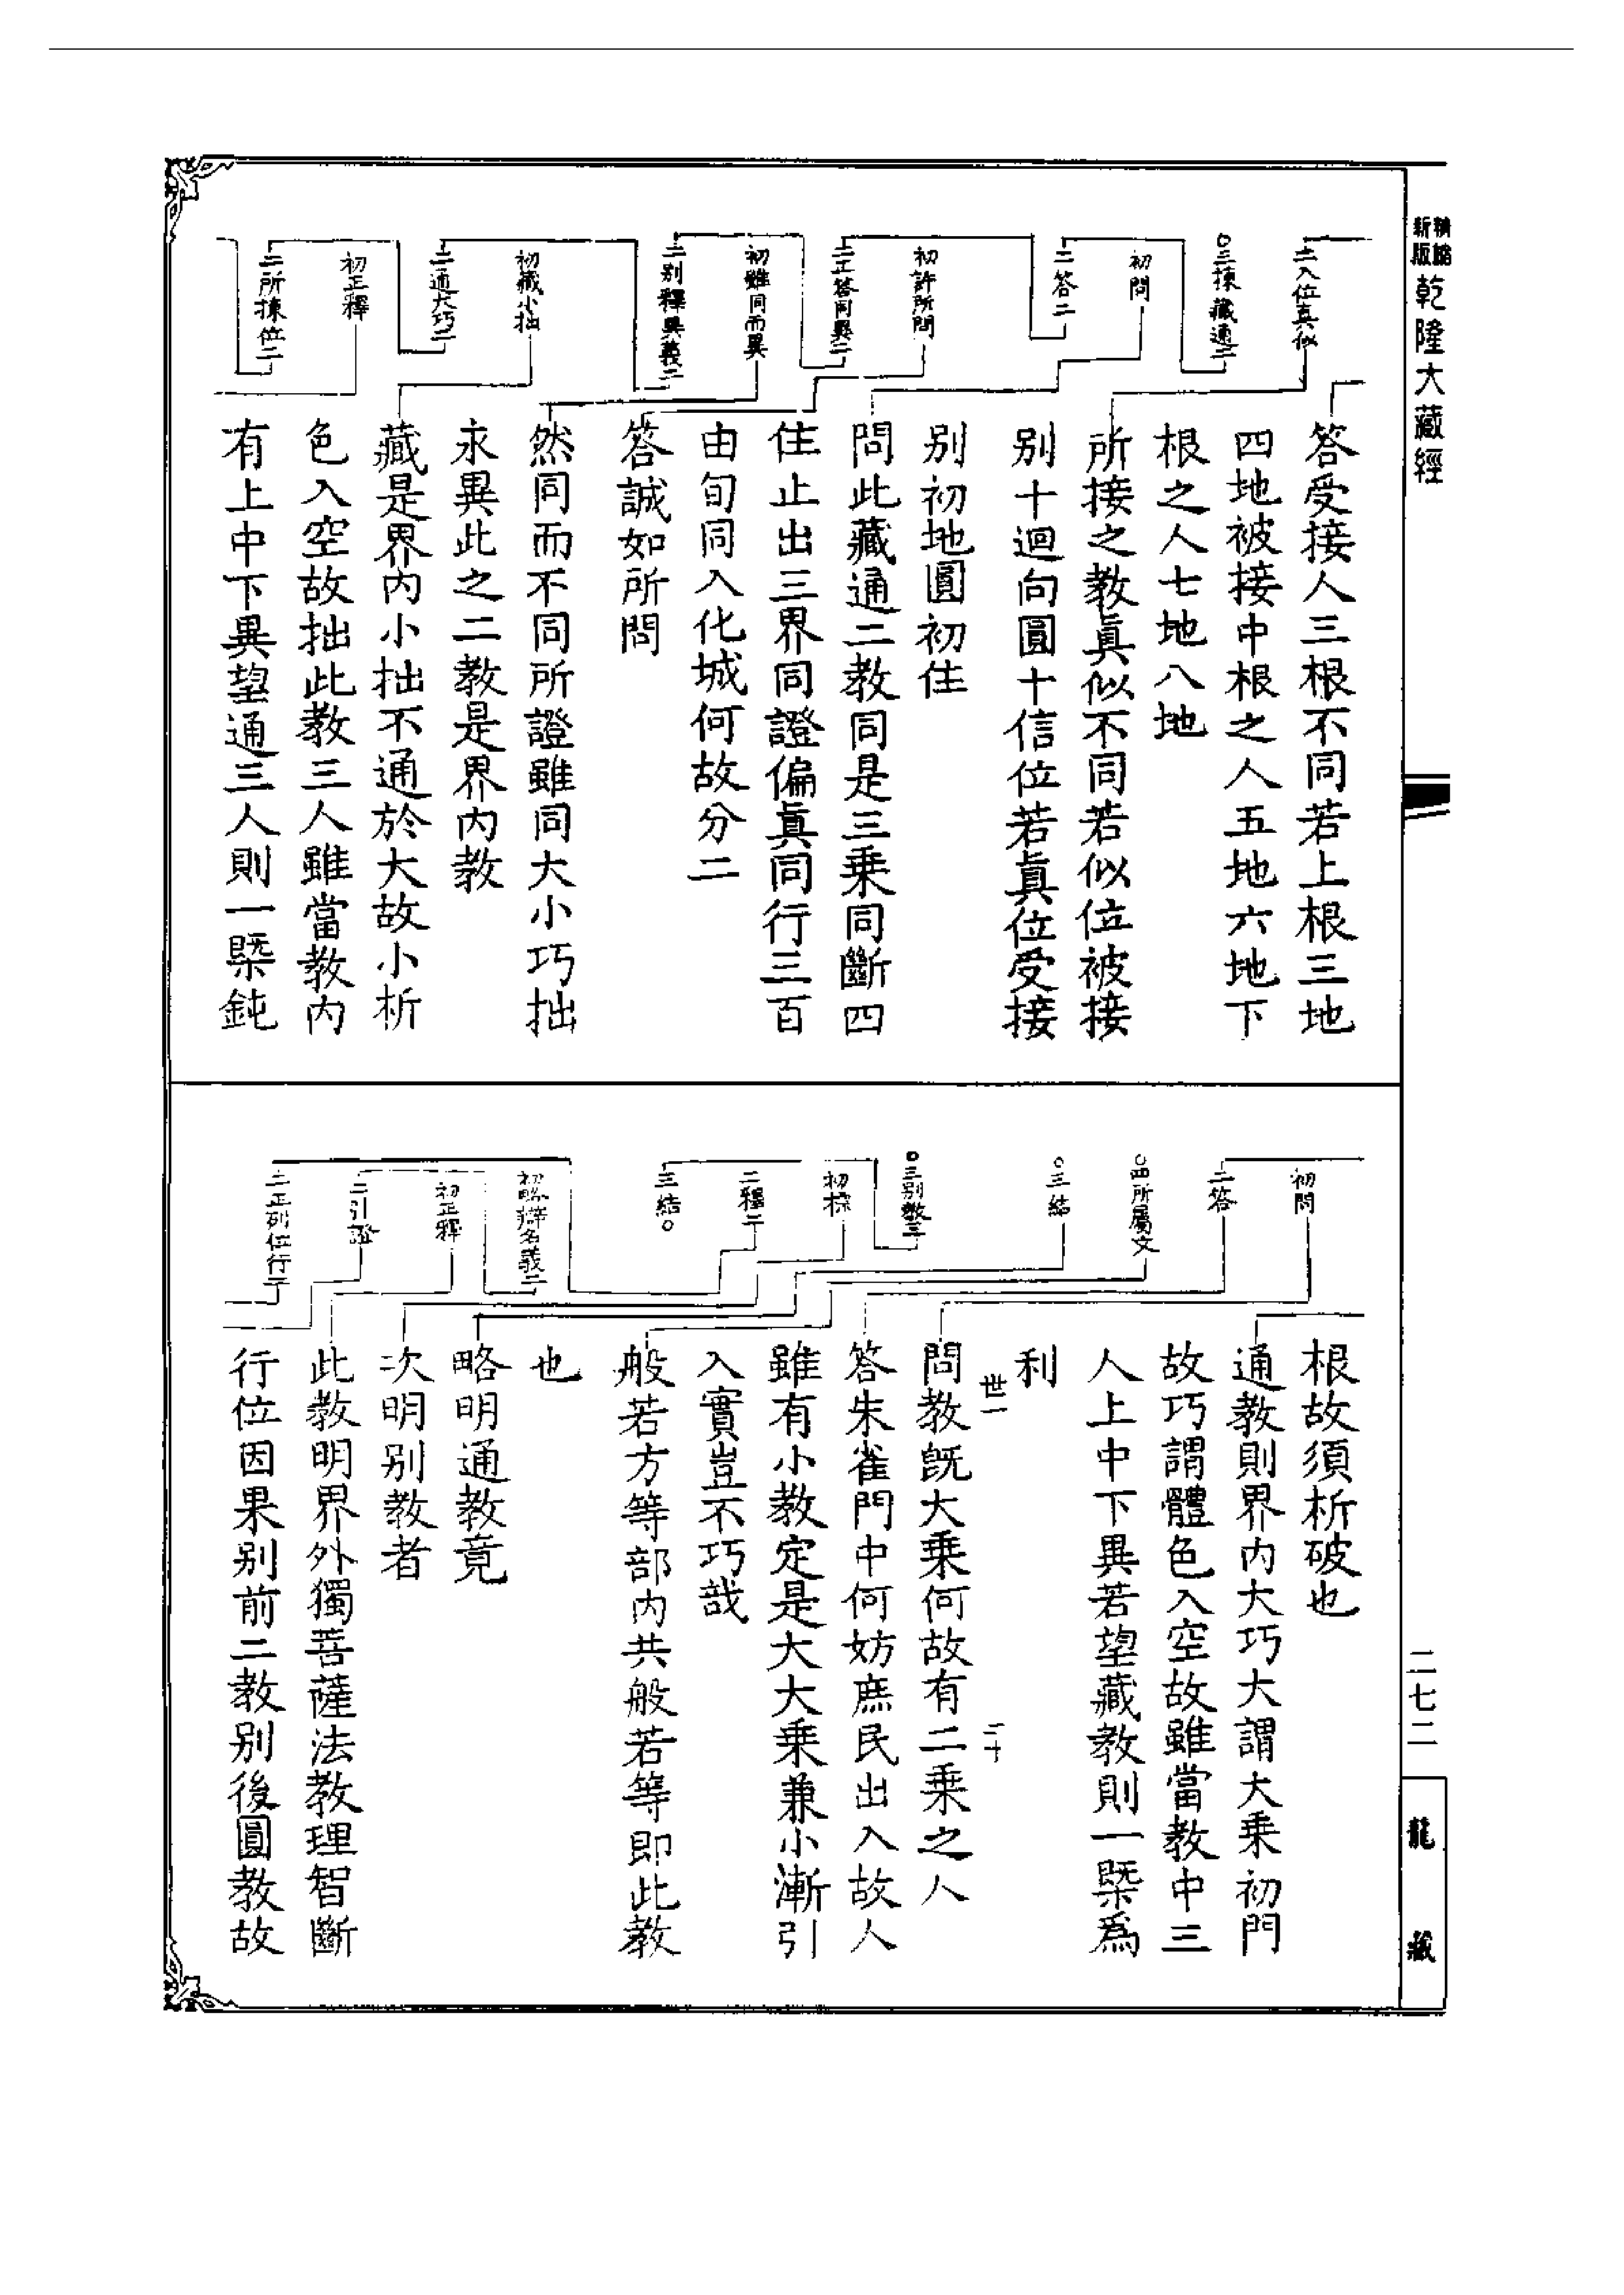 新版
乾隆大藏經
二七二
龍藏
二入位真似
○三揀藏通二
初問
二答二
初許所問
二正答同異二
初雖同而異
二別釋異義二
初藏小拙
二通大巧二
初正釋
二所揀位二
答受接人三根不同若上根三地
四地被接中根之人五地六地下
根之人七地八地
所接之教眞似不同若似位被接
別十迴向圓十信位若眞位受接
別初地圓初住
問此藏通二教同是三乘同斷四
住止出三界同證偏眞同行三百
由旬同入化城何故分二
答誠如所問
然同而不同所證雖同大小巧拙
永異此之二教是界內教
藏是界內小拙不通於大故小析
色入空故拙此教三人雖當教內
有上中下異望通三人則一槩鈍
初問
二答
○四所屬文
○三結
○三別教三
初標
二釋二
三結○
初略辯名義二
初正釋
二引證
二正列位行二
根故須析破也
通教則界內大巧大謂大乘初門
故巧謂體色入空故雖當教中三
人上中下異若望藏教則一槩爲
利
世一
二十
問教旣大乘何故有二乘之人
答朱雀門中何妨庶民出入故人
雖有小教定是大大乘兼小漸引
入實豈不巧哉
般若方等部內共般若等卽此教
也
略明通教竟
次明別教者
此教明界外獨菩薩法教理智斷
行位因果別前二教別後圓教故